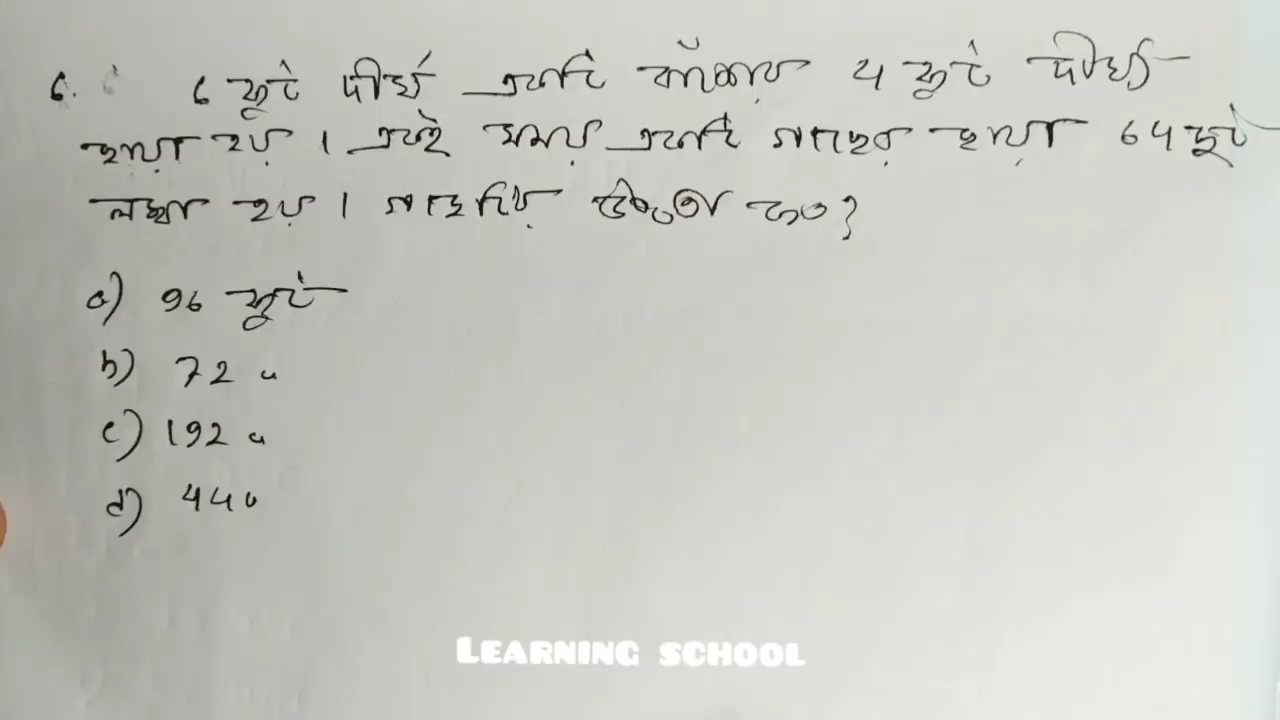 6. 6 ফুট দীর্ঘ একটি বাঁশের 4 ফুট দীর্ঘ
ছায়া হয়। একই সময় একটি গাছের ছায়া 64 ফুট
লম্বা হয়। গাছটির উচ্চতা কত?
a) 96 ফুট
b) 72 "
c) 192 "
d) 44
LEARNING SCHOOL